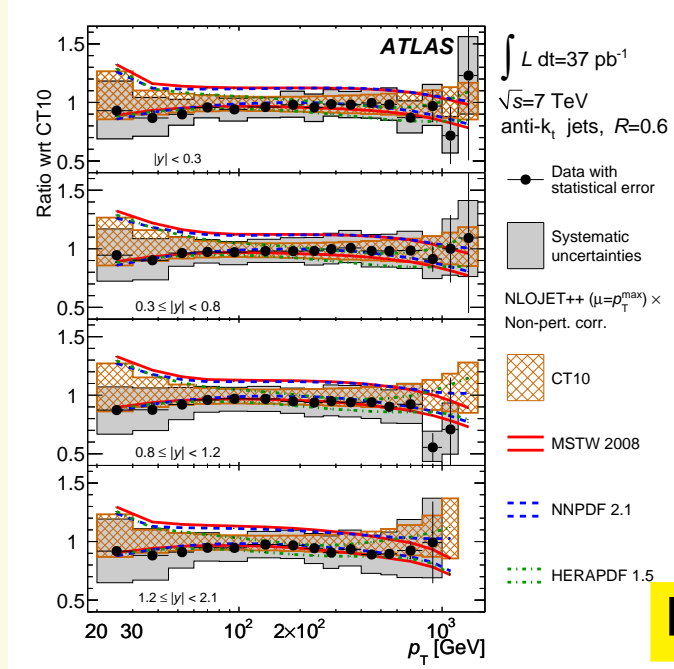 ATLAS
∫ L dt=37 pb⁻¹
√s=7 TeV
anti-kₜ jets, R=0.6
Ratio wrt CT10
1.5
1
0.5
|y| < 0.3
1.5
1
0.5
0.3 ≤ |y| < 0.8
1.5
1
0.5
0.8 ≤ |y| < 1.2
1.5
1
0.5
1.2 ≤ |y| < 2.1
20 30 10² 2×10² 10³
p_T [GeV]
Data with
statistical error
Systematic
uncertainties
NLOJET++ (μ=p_T^max) ×
Non-pert. corr.
CT10
MSTW 2008
NNPDF 2.1
HERAPDF 1.5